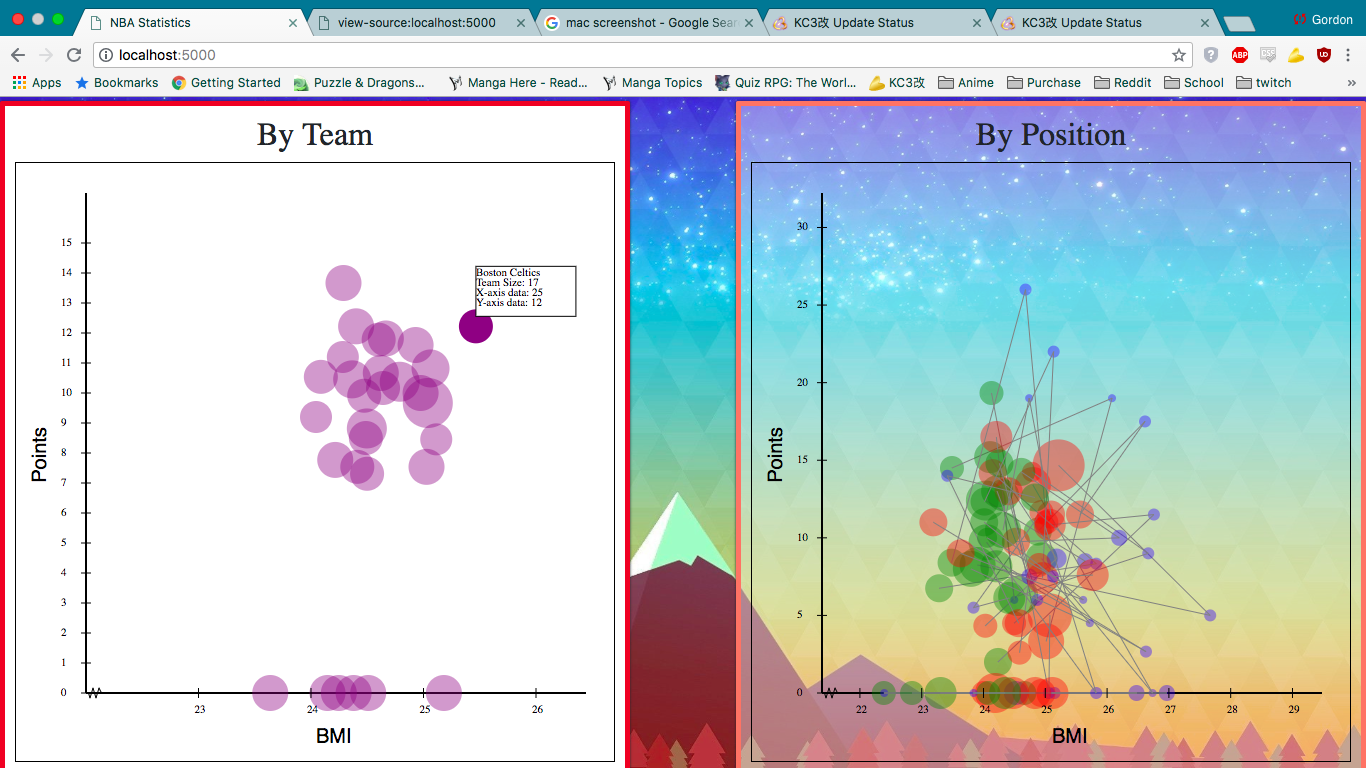 NBA Statistics
view-source:localhost:5000
mac screenshot - Google Sear
KC3改 Update Status
KC3改 Update Status
Gordon
localhost:5000
Apps
Bookmarks
Getting Started
Puzzle & Dragons...
Manga Here - Read...
Manga Topics
Quiz RPG: The Worl...
KC3改
Anime
Purchase
Reddit
School
twitch
By Team
15
14
13
12
11
10
9
8
7
6
5
4
3
2
1
0
Points
Boston Celtics
Team Size: 17
X-axis data: 25
Y-axis data: 12
23
24
25
26
BMI
By Position
30
25
20
15
10
5
0
Points
22
23
24
25
26
27
28
29
BMI